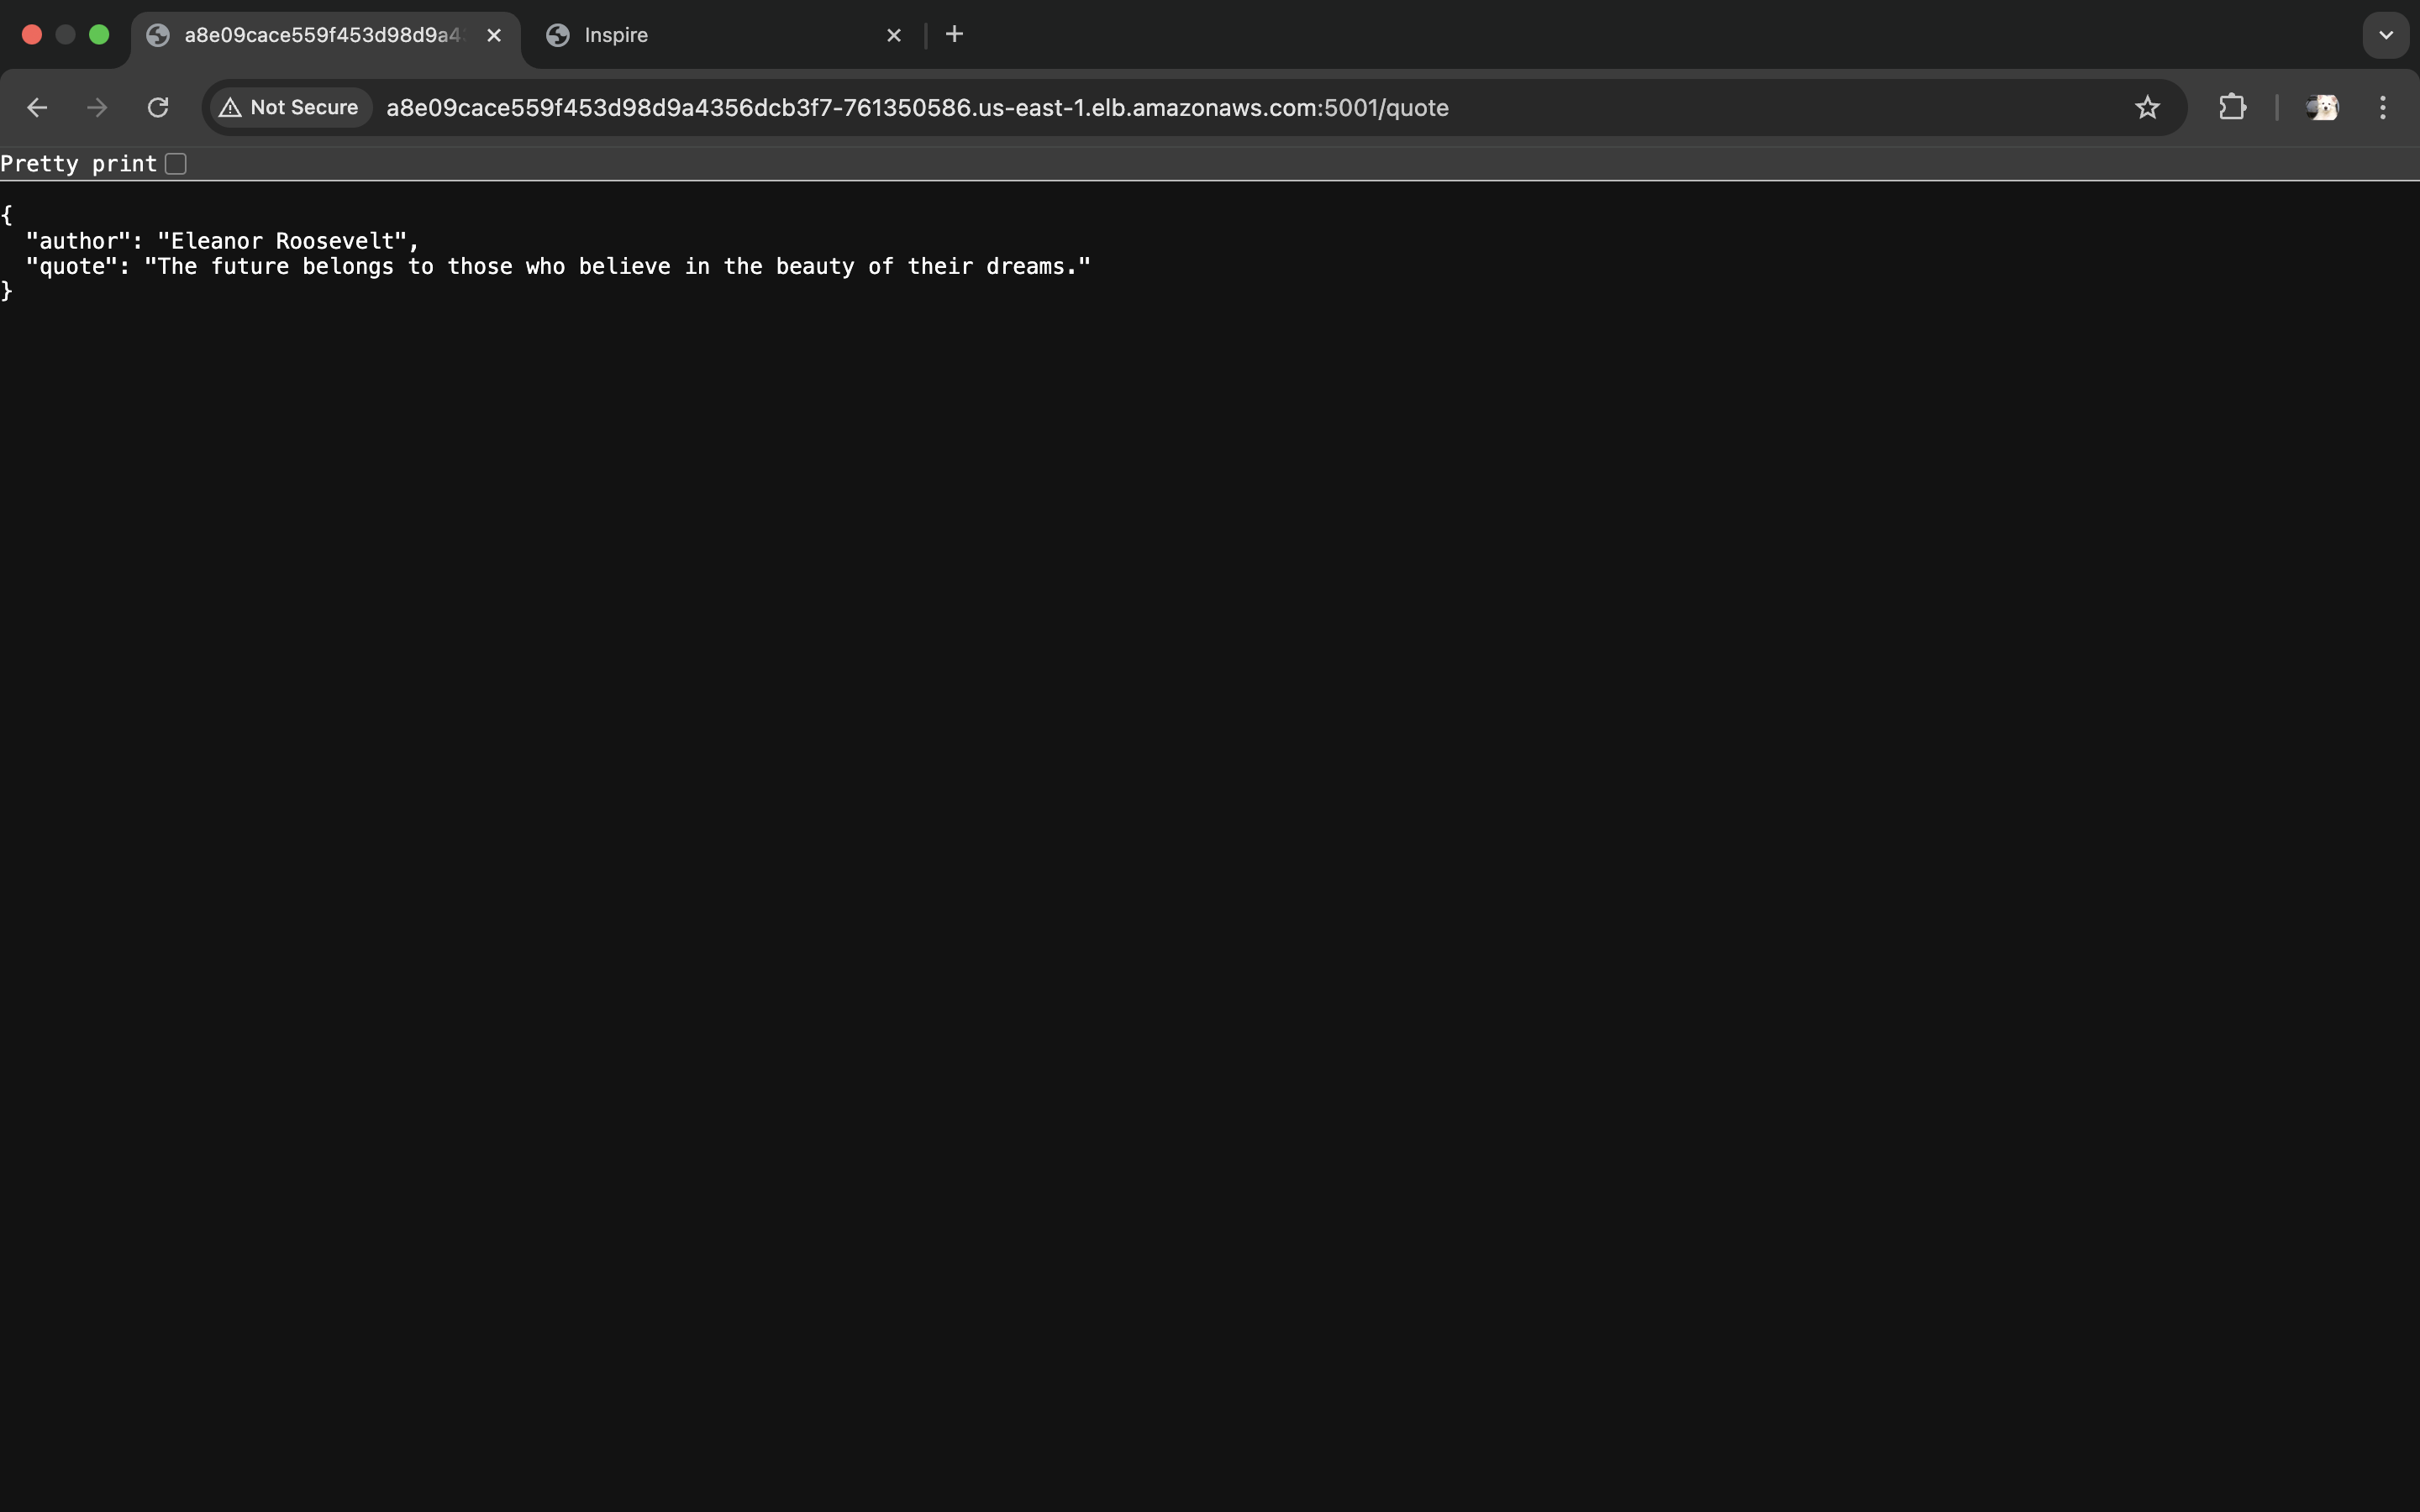 a8e09cace559f453d98d9a4
Inspire
Not Secure
a8e09cace559f453d98d9a4356dcb3f7-761350586.us-east-1.elb.amazonaws.com:5001/quote
Pretty print
{
  "author": "Eleanor Roosevelt",
  "quote": "The future belongs to those who believe in the beauty of their dreams."
}